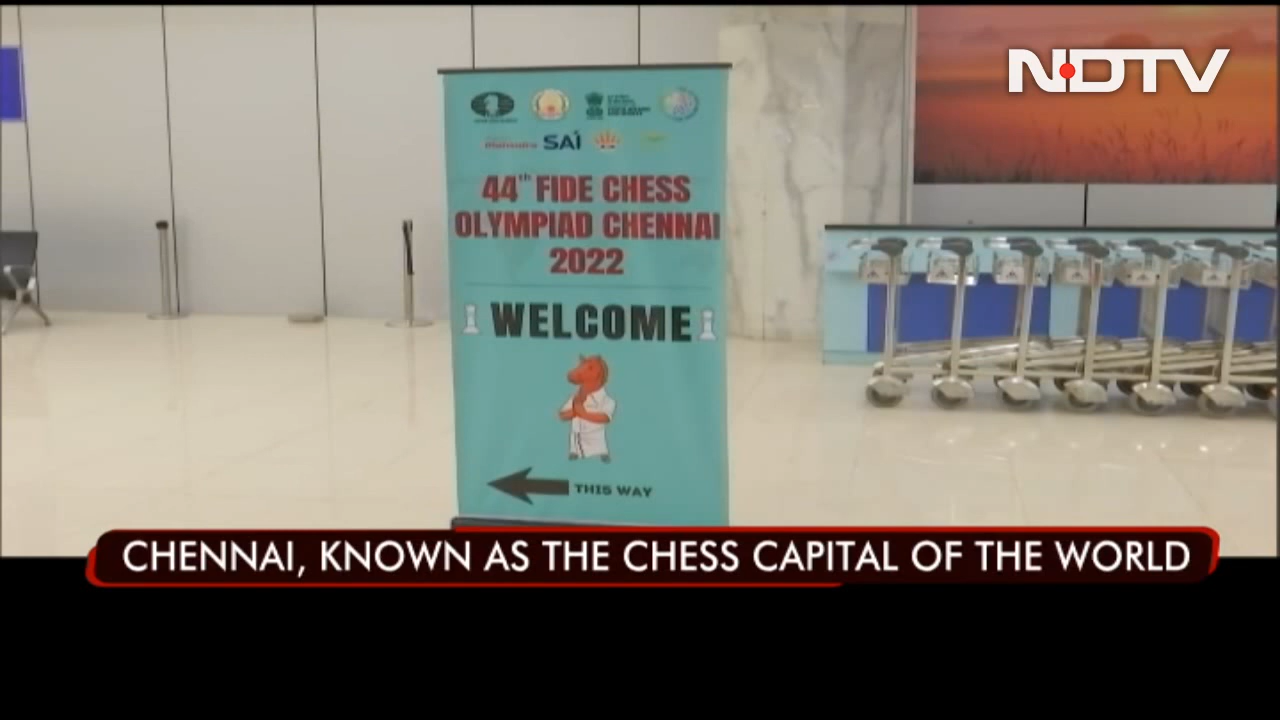 NDTV
Mahindra SAI
44th FIDE CHESS
OLYMPIAD CHENNAI
2022
WELCOME
THIS WAY
CHENNAI, KNOWN AS THE CHESS CAPITAL OF THE WORLD